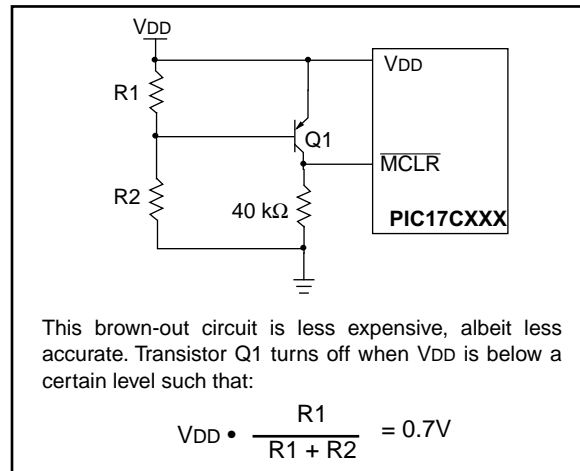 VDD
VDD
R1
Q1
MCLR
R2
40 kΩ
PIC17CXXX
This brown-out circuit is less expensive, albeit less
accurate. Transistor Q1 turns off when VDD is below a
certain level such that:
VDD • R1 / R1 + R2 = 0.7V